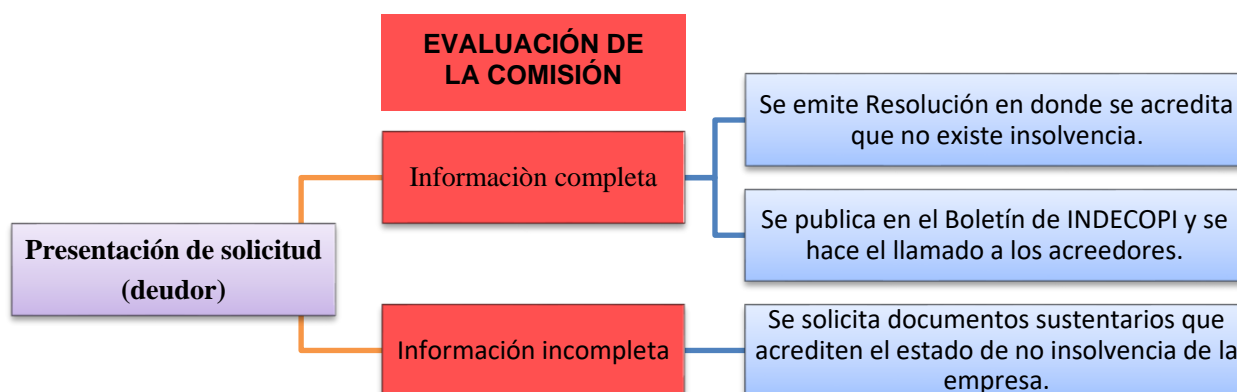 EVALUACIÓN DE
LA COMISIÓN
Se emite Resolución en donde se acredita
que no existe insolvencia.
Informaciòn completa
Se publica en el Boletín de INDECOPI y se
hace el llamado a los acreedores.
Presentación de solicitud
(deudor)
Información incompleta
Se solicita documentos sustentarios que
acrediten el estado de no insolvencia de la
empresa.